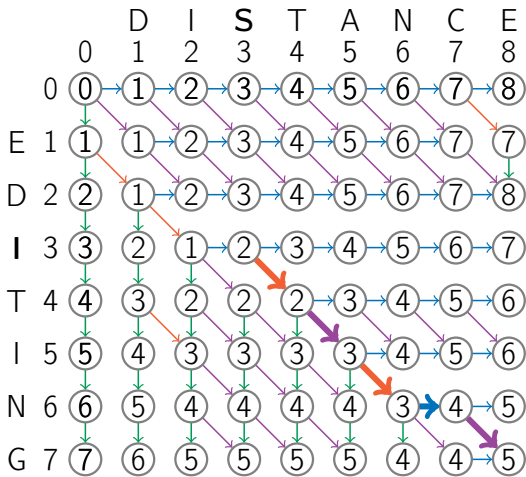 D I S T A N C E
0 1 2 3 4 5 6 7 8
0 0 1 2 3 4 5 6 7 8
E 1 1 1 2 3 4 5 6 7 7
D 2 2 1 2 3 4 5 6 7 8
I 3 3 2 1 2 3 4 5 6 7
T 4 4 3 2 2 2 3 4 5 6
I 5 5 4 3 3 3 3 4 5 6
N 6 6 5 4 4 4 4 3 4 5
G 7 7 6 5 5 5 5 4 4 5